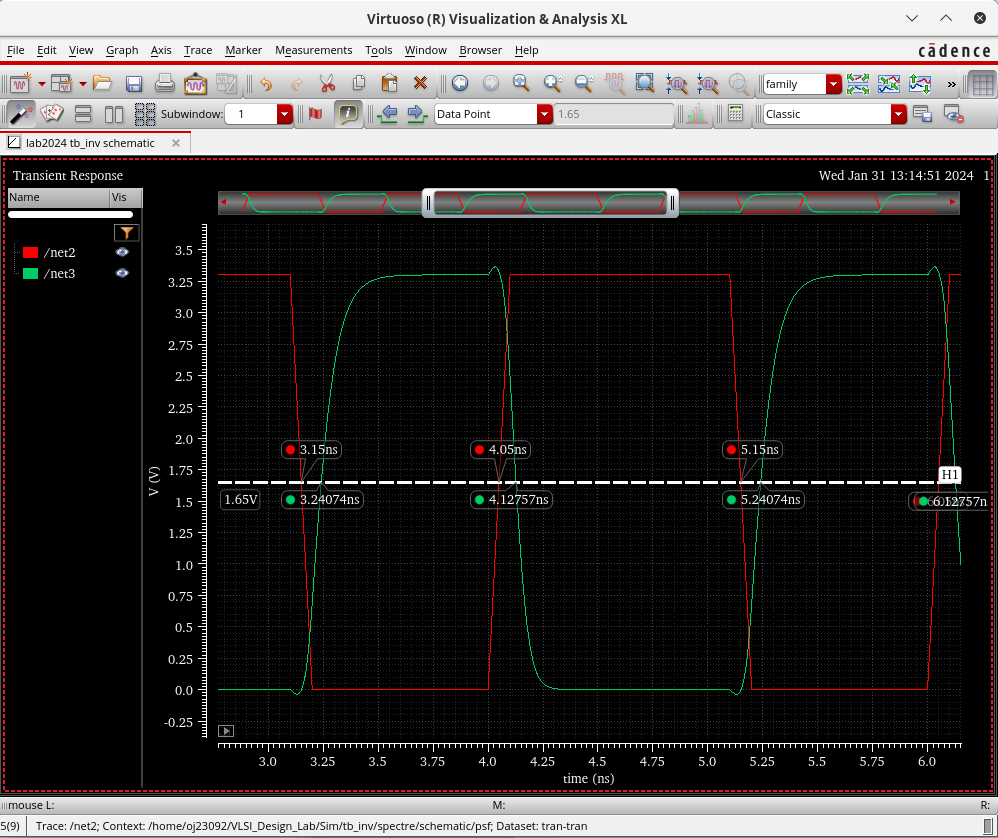 Virtuoso (R) Visualization & Analysis XL
File Edit View Graph Axis Trace Marker Measurements Tools Window Browser Help
cādence
family
»
Subwindow: 1
Data Point
1.65
Classic
lab2024 tb_inv schematic
Transient Response
Wed Jan 31 13:14:51 2024 1
Name Vis
/net2
/net3
3.5
3.25
3.0
2.75
2.5
2.25
2.0
1.75
1.5
1.25
1.0
0.75
0.5
0.25
0.0
-0.25
V (V)
3.15ns
4.05ns
5.15ns
H1
1.65V
3.24074ns
4.12757ns
5.24074ns
6.12757n
3.0 3.25 3.5 3.75 4.0 4.25 4.5 4.75 5.0 5.25 5.5 5.75 6.0
time (ns)
mouse L: M: R:
5(9) Trace: /net2; Context: /home/oj23092/VLSI_Design_Lab/Sim/tb_inv/spectre/schematic/psf; Dataset: tran-tran